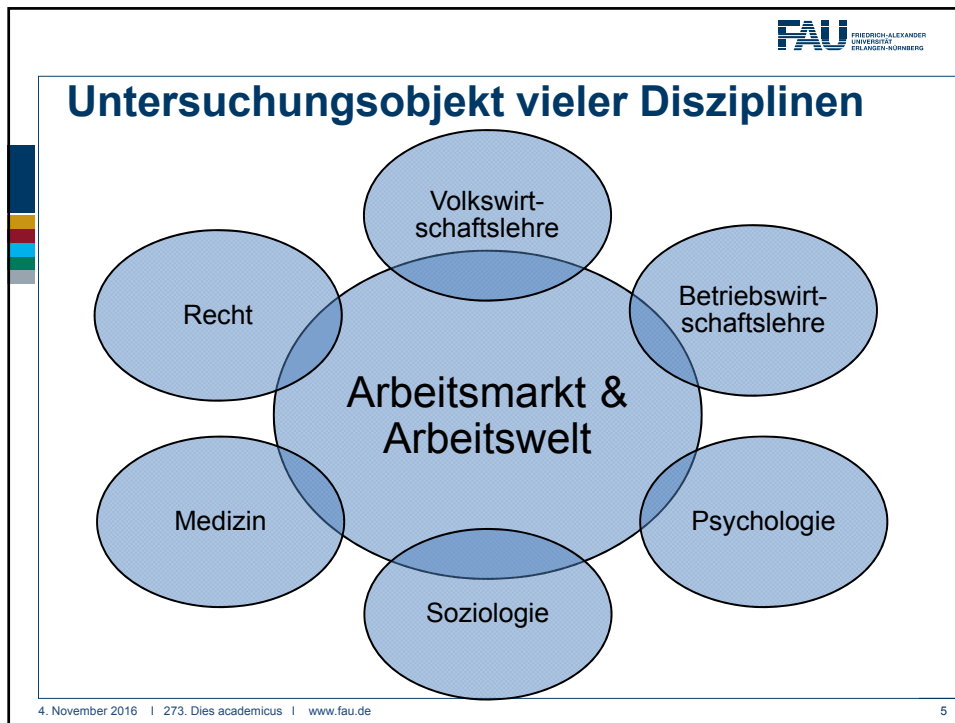 FAU
FRIEDRICH-ALEXANDER
UNIVERSITÄT
ERLANGEN-NÜRNBERG
Untersuchungsobjekt vieler Disziplinen
Volkswirt-
schaftslehre
Betriebswirt-
schaftslehre
Recht
Arbeitsmarkt &
Arbeitswelt
Medizin
Psychologie
Soziologie
4. November 2016 | 273. Dies academicus | www.fau.de 5